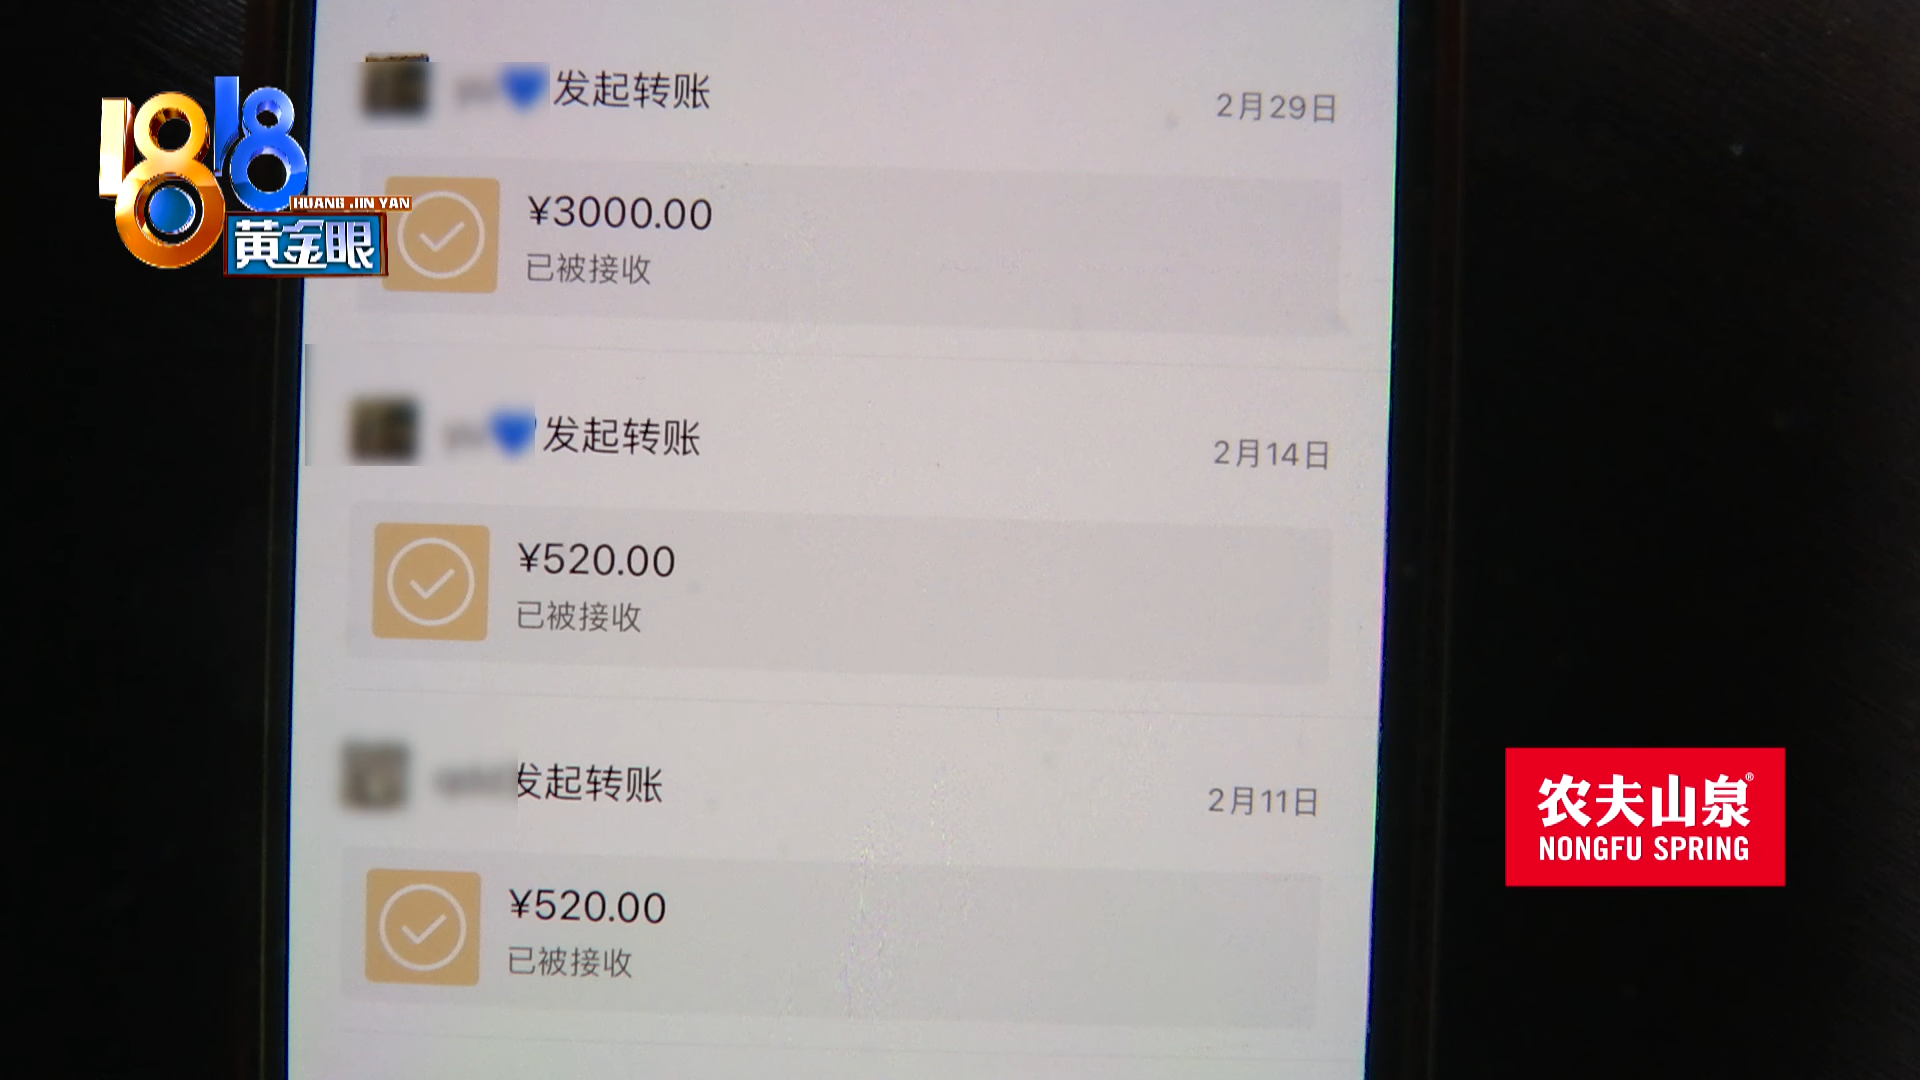 发起转账
2月29日
1818
HUANG JIN YAN
黄金眼
¥3000.00
已被接收
发起转账
2月14日
¥520.00
已被接收
发起转账
2月11日
¥520.00
已被接收
农夫山泉®
NONGFU SPRING